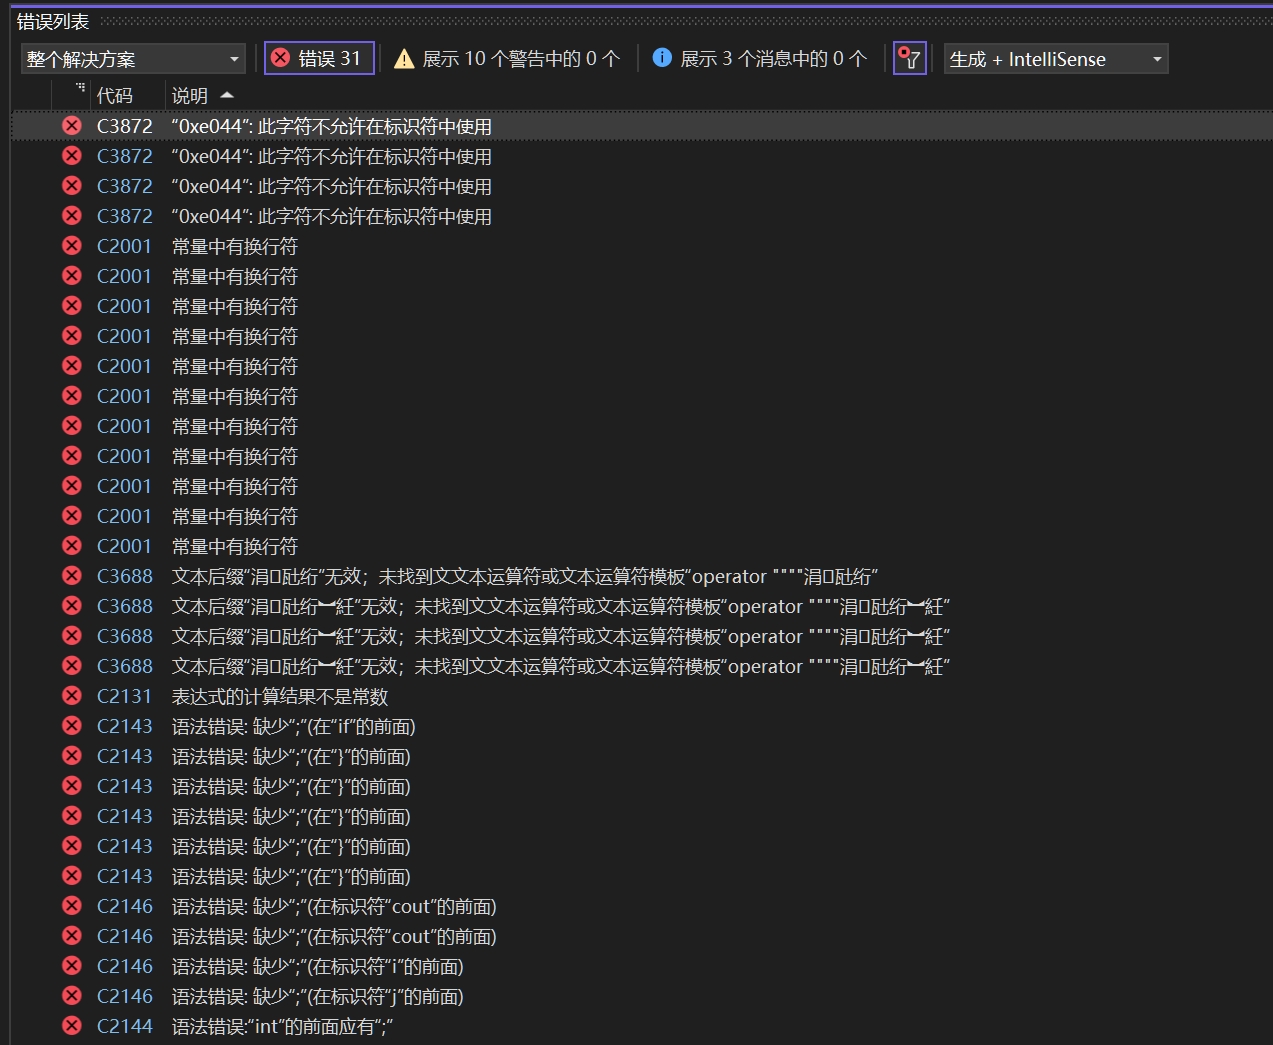 错误列表
整个解决方案 错误 31 展示 10 个警告中的 0 个 展示 3 个消息中的 0 个 生成 + IntelliSense
代码 说明
C3872 “0xe044”: 此字符不允许在标识符中使用
C3872 “0xe044”: 此字符不允许在标识符中使用
C3872 “0xe044”: 此字符不允许在标识符中使用
C3872 “0xe044”: 此字符不允许在标识符中使用
C2001 常量中有换行符
C2001 常量中有换行符
C2001 常量中有换行符
C2001 常量中有换行符
C2001 常量中有换行符
C2001 常量中有换行符
C2001 常量中有换行符
C2001 常量中有换行符
C2001 常量中有换行符
C2001 常量中有换行符
C2001 常量中有换行符
C3688 文本后缀“涓瓧绗”无效；未找到文文本运算符或文本运算符模板“operator """"涓瓧绗”
C3688 文本后缀“涓瓧绗︼紝”无效；未找到文文本运算符或文本运算符模板“operator """"涓瓧绗︼紝”
C3688 文本后缀“涓瓧绗︼紝”无效；未找到文文本运算符或文本运算符模板“operator """"涓瓧绗︼紝”
C3688 文本后缀“涓瓧绗︼紝”无效；未找到文文本运算符或文本运算符模板“operator """"涓瓧绗︼紝”
C2131 表达式的计算结果不是常数
C2143 语法错误: 缺少“;”(在“if”的前面)
C2143 语法错误: 缺少“;”(在“}”的前面)
C2143 语法错误: 缺少“;”(在“}”的前面)
C2143 语法错误: 缺少“;”(在“}”的前面)
C2143 语法错误: 缺少“;”(在“}”的前面)
C2143 语法错误: 缺少“;”(在“}”的前面)
C2146 语法错误: 缺少“;”(在标识符“cout”的前面)
C2146 语法错误: 缺少“;”(在标识符“cout”的前面)
C2146 语法错误: 缺少“;”(在标识符“i”的前面)
C2146 语法错误: 缺少“;”(在标识符“j”的前面)
C2144 语法错误:“int”的前面应有“;”